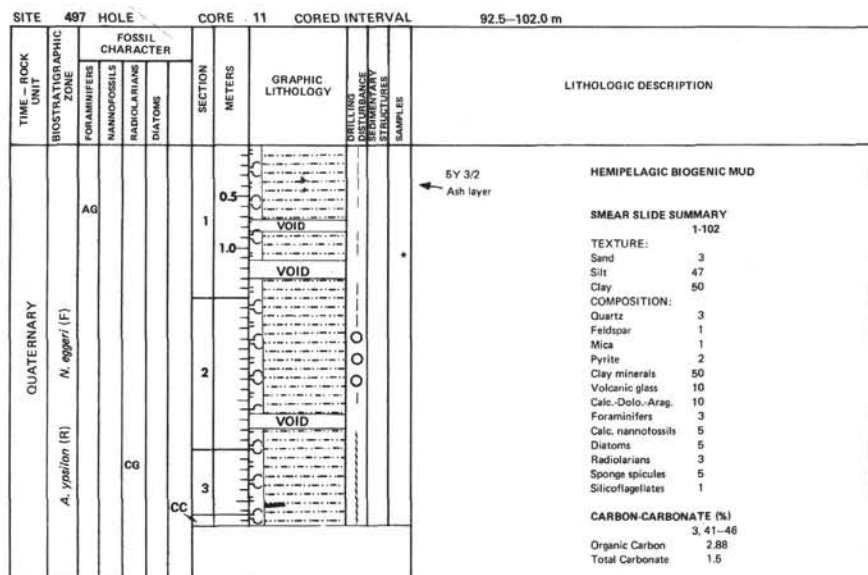 SITE 497 HOLE CORE 11 CORED INTERVAL 92.5–102.0 m
TIME – ROCK UNIT
BIOSTRATIGRAPHIC ZONE
FOSSIL CHARACTER
FORAMINIFERS
NANNOFOSSILS
RADIOLARIANS
DIATOMS
SECTION
METERS
GRAPHIC LITHOLOGY
DRILLING DISTURBANCE
SEDIMENTARY STRUCTURES
SAMPLES
LITHOLOGIC DESCRIPTION
QUATERNARY
N. eggeri (F)
A. ypsilon (R)
AG
CG
CC
1
2
3
0.5
1.0
VOID
VOID
VOID
5Y 3/2
Ash layer
HEMIPELAGIC BIOGENIC MUD
SMEAR SLIDE SUMMARY
1-102
TEXTURE:
Sand 3
Silt 47
Clay 50
COMPOSITION:
Quartz 3
Feldspar 1
Mica 1
Pyrite 2
Clay minerals 50
Volcanic glass 10
Calc.-Dolo.-Arag. 10
Foraminifers 3
Calc. nannofossils 5
Diatoms 5
Radiolarians 3
Sponge spicules 5
Silicoflagellates 1
CARBON-CARBONATE (%)
3, 41–46
Organic Carbon 2.88
Total Carbonate 1.5